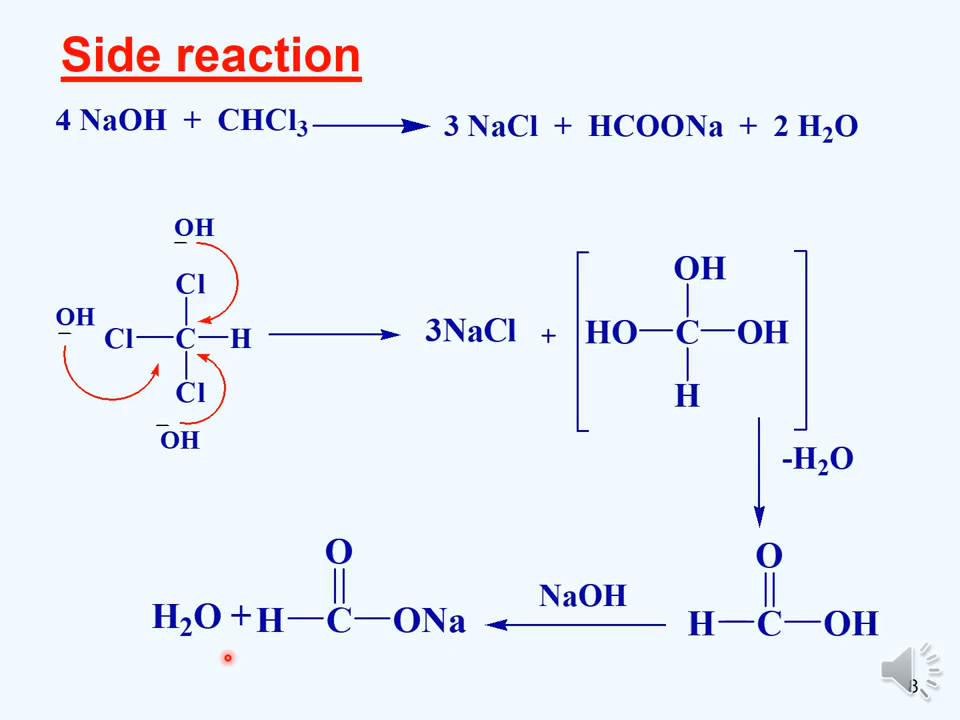 Side reaction
4 NaOH + CHCl₃ 3 NaCl + HCOONa + 2 H₂O
OH
Cl
OH
Cl C H
Cl
OH
3NaCl +
OH
HO C OH
H
-H₂O
O
H C OH
NaOH
O
H₂O + H C ONa
8